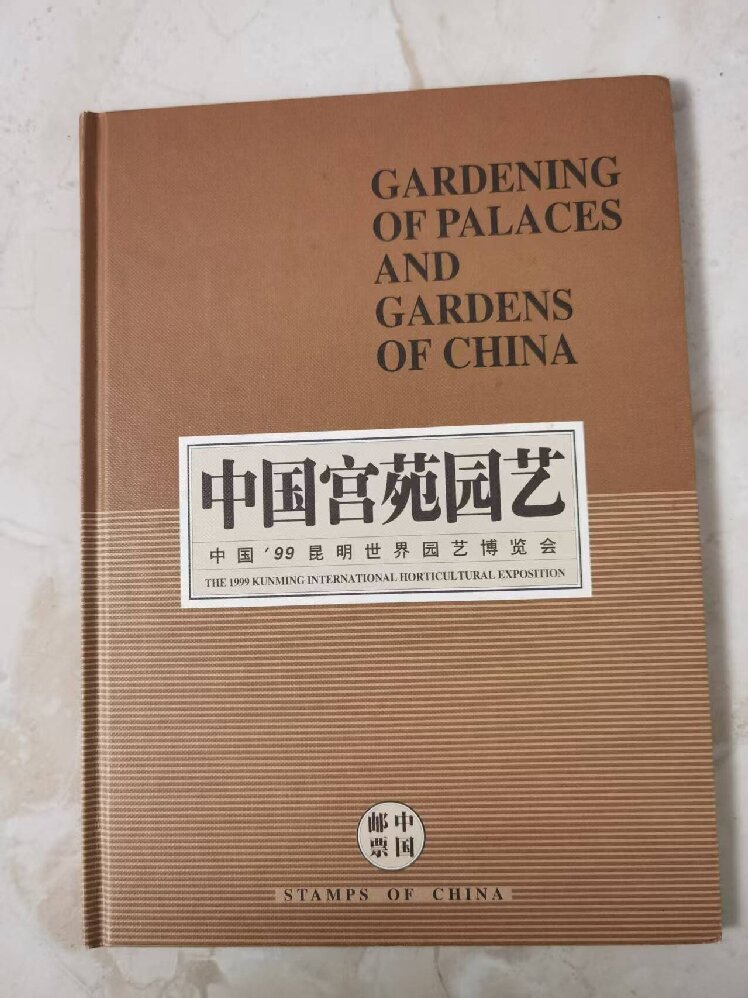 GARDENING
OF PALACES
AND
GARDENS
OF CHINA
中国宫苑园艺
中国'99昆明世界园艺博览会
THE 1999 KUNMING INTERNATIONAL HORTICULTURAL EXPOSITION
中国
邮票
STAMPS OF CHINA